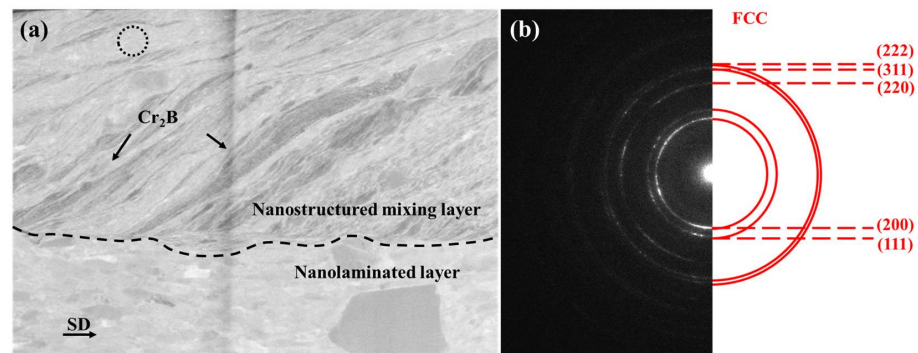 (a)
Cr₂B
Nanostructured mixing layer
Nanolaminated layer
SD
(b)
FCC
(222)
(311)
(220)
(200)
(111)